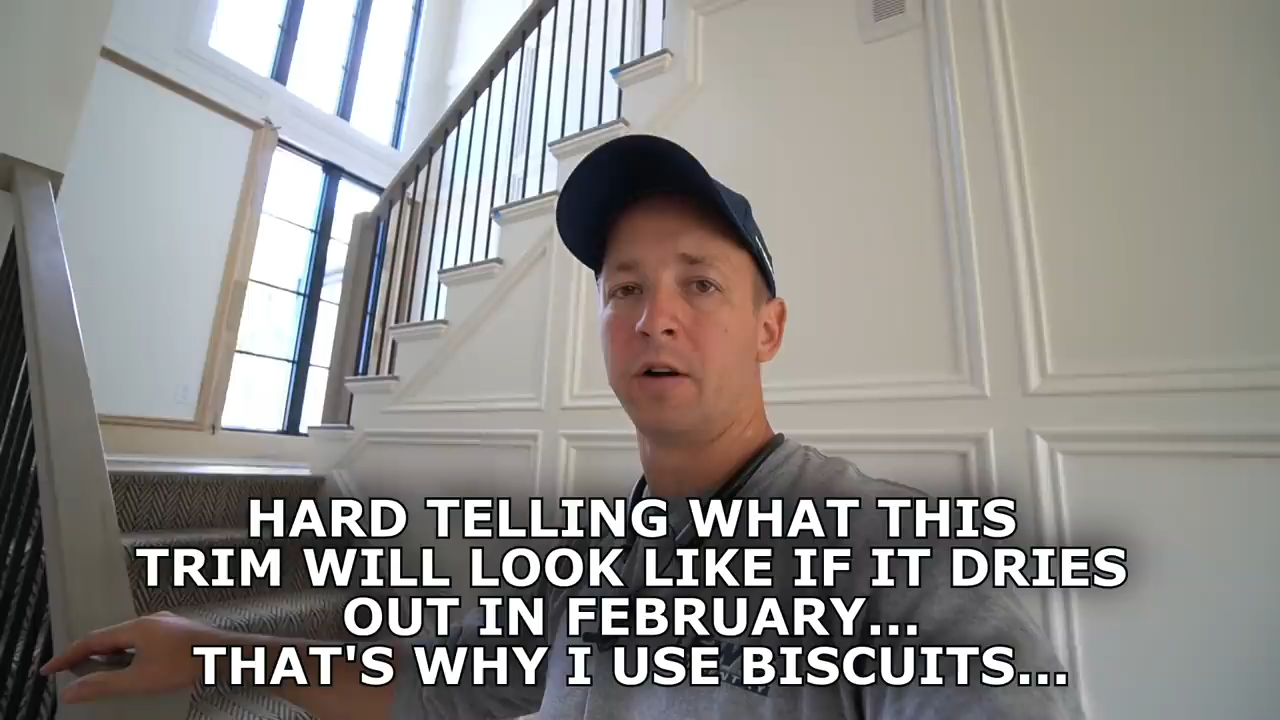 HARD TELLING WHAT THIS
TRIM WILL LOOK LIKE IF IT DRIES
OUT IN FEBRUARY...
THAT'S WHY I USE BISCUITS...